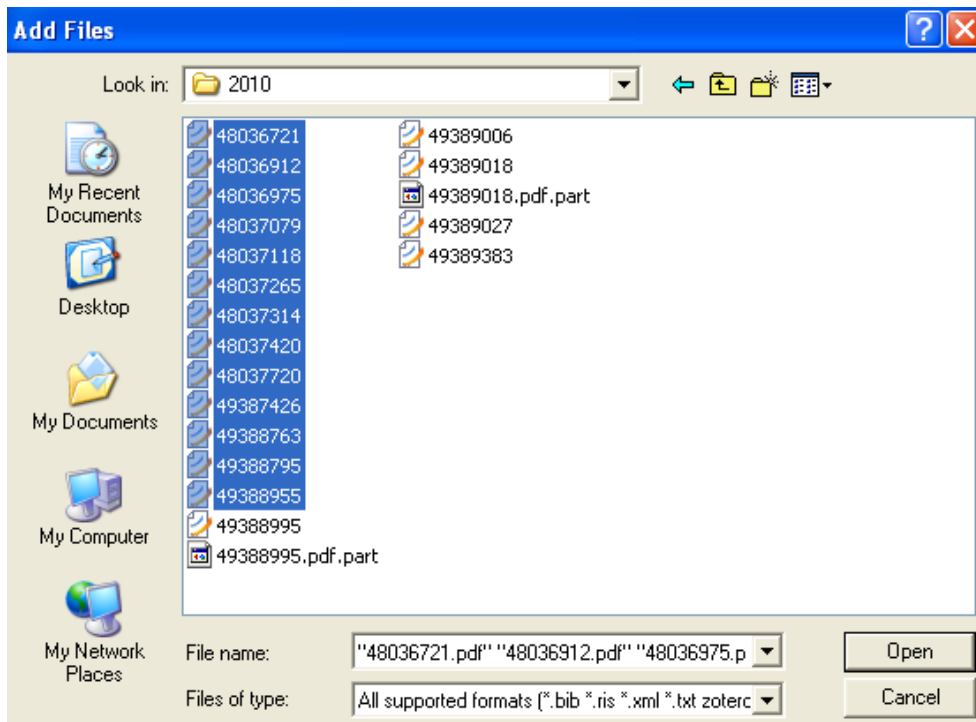 Add Files
Look in: 2010
My Recent
Documents
Desktop
My Documents
My Computer
My Network
Places
48036721
48036912
48036975
48037079
48037118
48037265
48037314
48037420
48037720
49387426
49388763
49388795
49388955
49388995
49388995.pdf.part
49389006
49389018
49389018.pdf.part
49389027
49389383
File name: "48036721.pdf" "48036912.pdf" "48036975.p
Open
Files of type: All supported formats (*.bib *.ris *.xml *.txt zoterc
Cancel